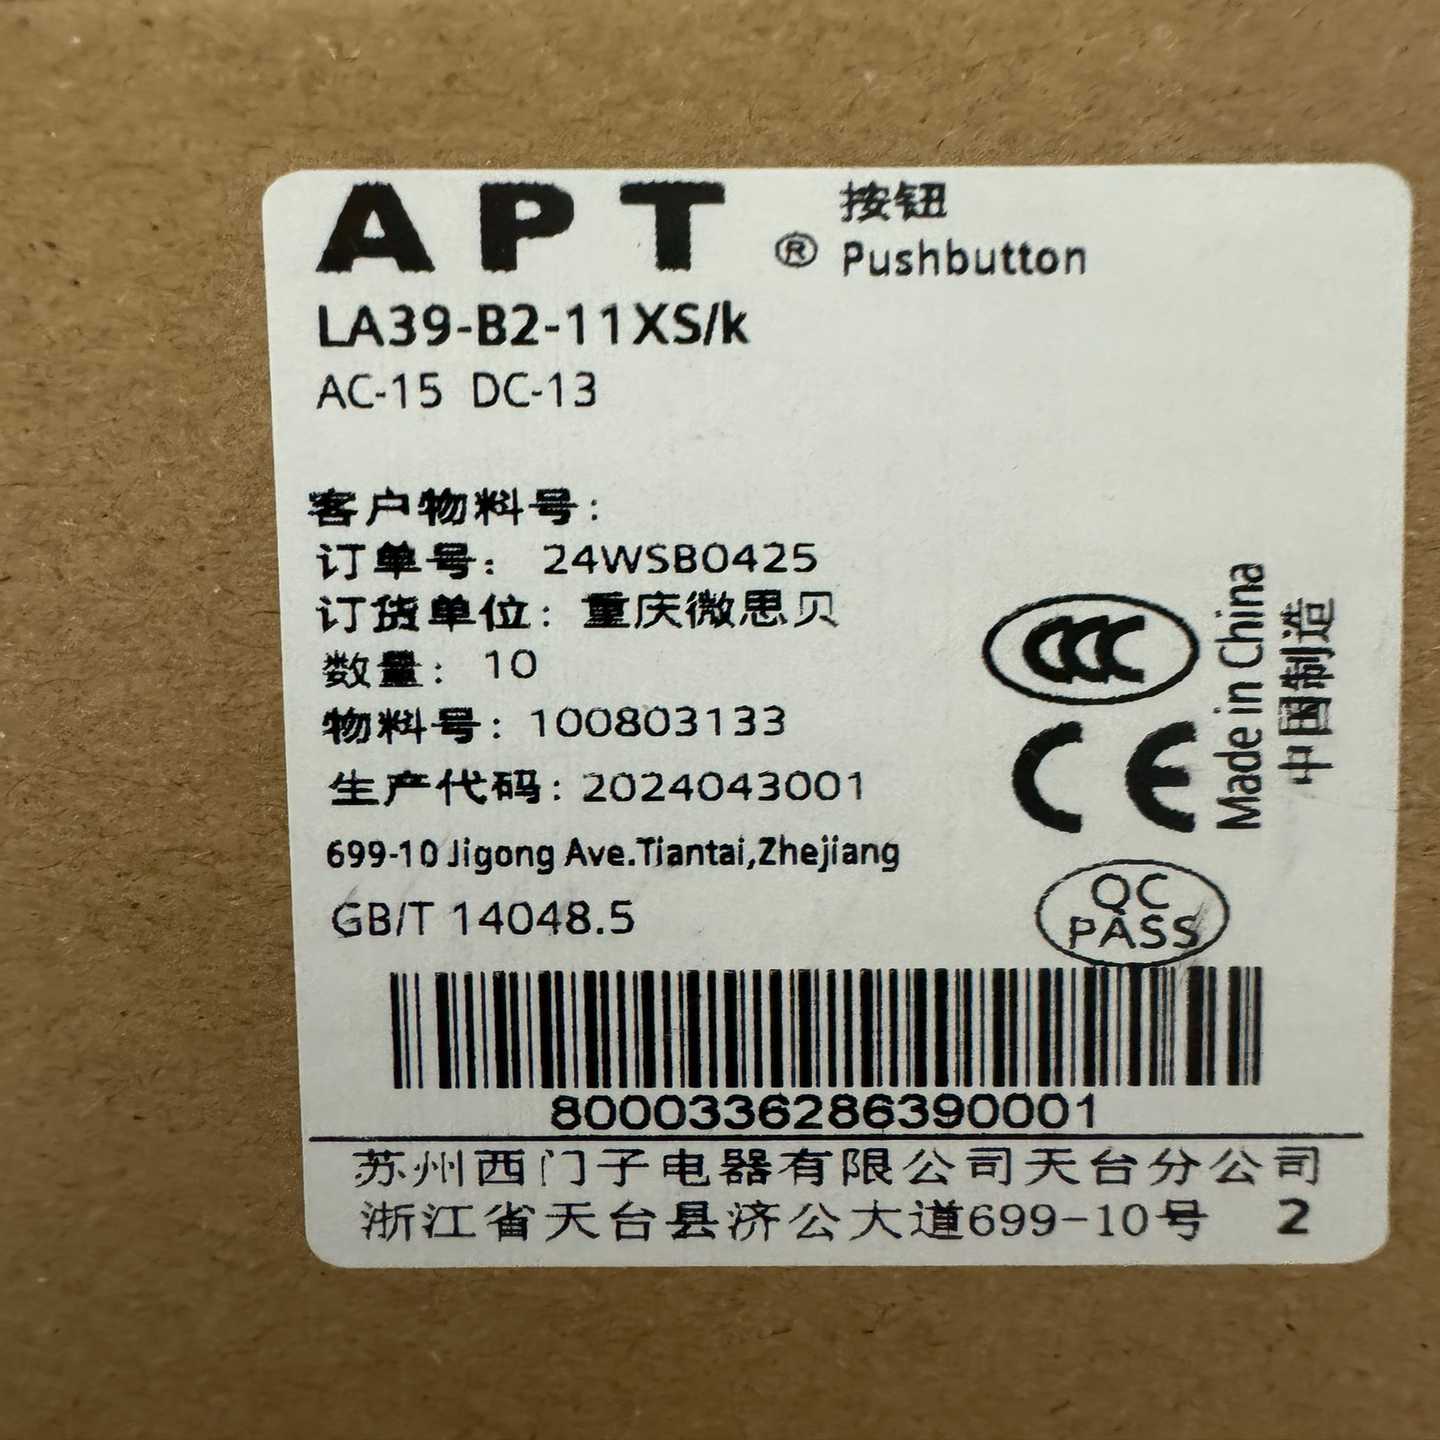 APT ® 按钮
Pushbutton
LA39-B2-11XS/k
AC-15 DC-13
客户物料号:
订单号: 24WSB0425
订货单位: 重庆微思贝
数量: 10
物料号: 100803133
生产代码: 2024043001
699-10 Jigong Ave.Tiantai,Zhejiang
GB/T 14048.5
CCC
CE
Made in China
中国制造
QC
PASS
8000336286390001
苏州西门子电器有限公司天台分公司
浙江省天台县济公大道699-10号 2